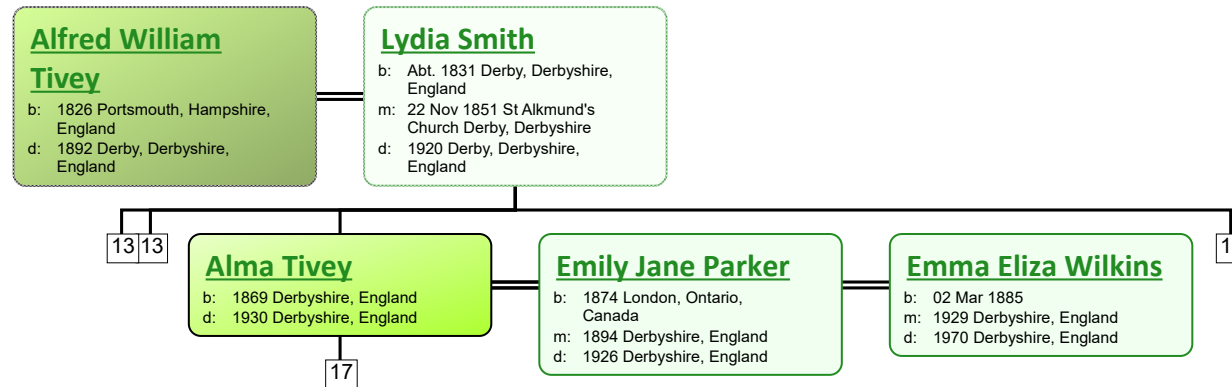 Alfred William
Tivey
b: 1826 Portsmouth, Hampshire,
England
d: 1892 Derby, Derbyshire,
England
Lydia Smith
b: Abt. 1831 Derby, Derbyshire,
England
m: 22 Nov 1851 St Alkmund's
Church Derby, Derbyshire
d: 1920 Derby, Derbyshire,
England
13
13
Alma Tivey
b: 1869 Derbyshire, England
d: 1930 Derbyshire, England
17
Emily Jane Parker
b: 1874 London, Ontario,
Canada
m: 1894 Derbyshire, England
d: 1926 Derbyshire, England
Emma Eliza Wilkins
b: 02 Mar 1885
m: 1929 Derbyshire, England
d: 1970 Derbyshire, England